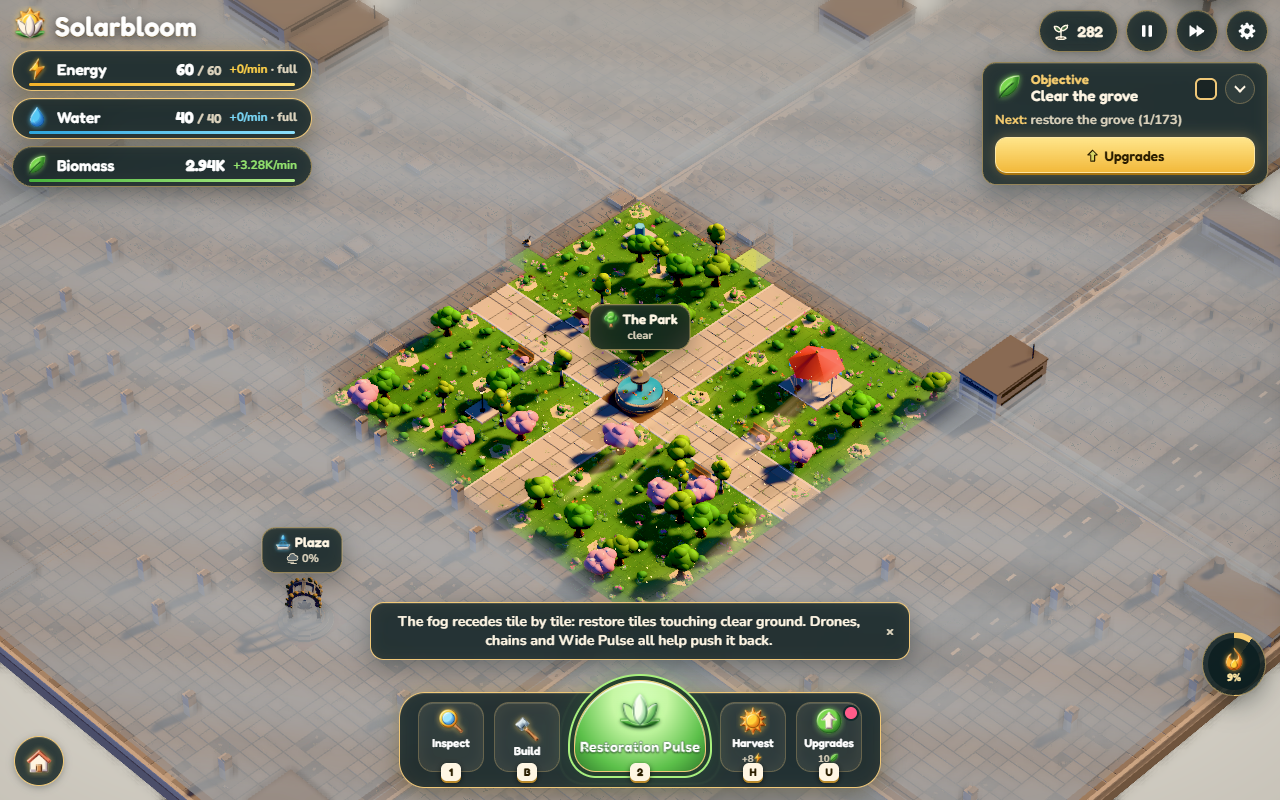 Solarbloom
Energy 60 / 60 +0/min · full
Water 40 / 40 +0/min · full
Biomass 2.94K +3.28K/min
282
Objective
Clear the grove
Next: restore the grove (1/173)
Upgrades
The Park
clear
Plaza
0%
The fog recedes tile by tile: restore tiles touching clear ground. Drones,
chains and Wide Pulse all help push it back.
×
9%
Inspect
1
Build
B
Restoration Pulse
2
Harvest
+8
H
Upgrades
10
U